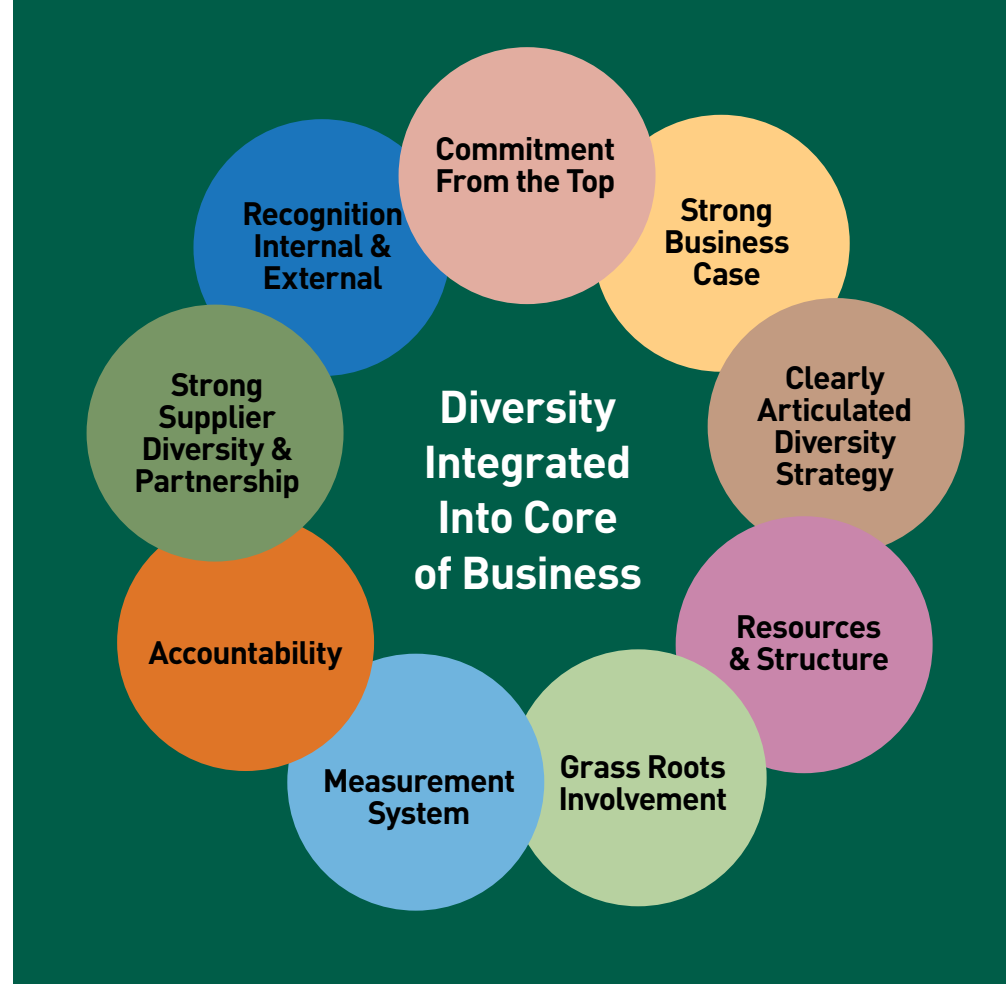 Commitment
From the Top
Strong
Business
Case
Clearly
Articulated
Diversity
Strategy
Resources
& Structure
Grass Roots
Involvement
Measurement
System
Accountability
Strong
Supplier
Diversity &
Partnership
Recognition
Internal &
External
Diversity
Integrated
Into Core
of Business